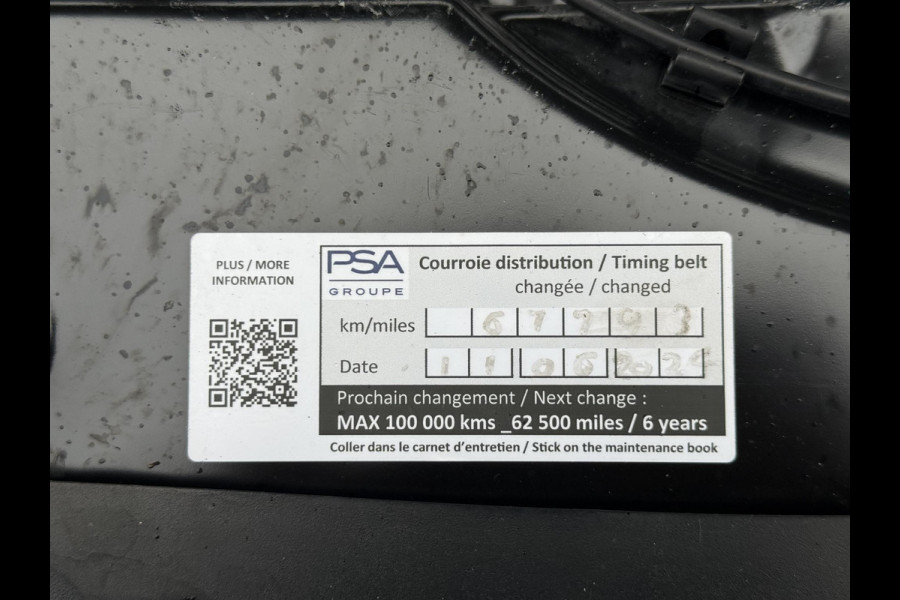 PLUS / MORE
INFORMATION
PSA
GROUPE
Courroie distribution / Timing belt
changée / changed
km/miles
Date 11 06
Prochain changement / Next change :
MAX 100 000 kms _62 500 miles / 6 years
Coller dans le carnet d'entretien / Stick on the maintenance book